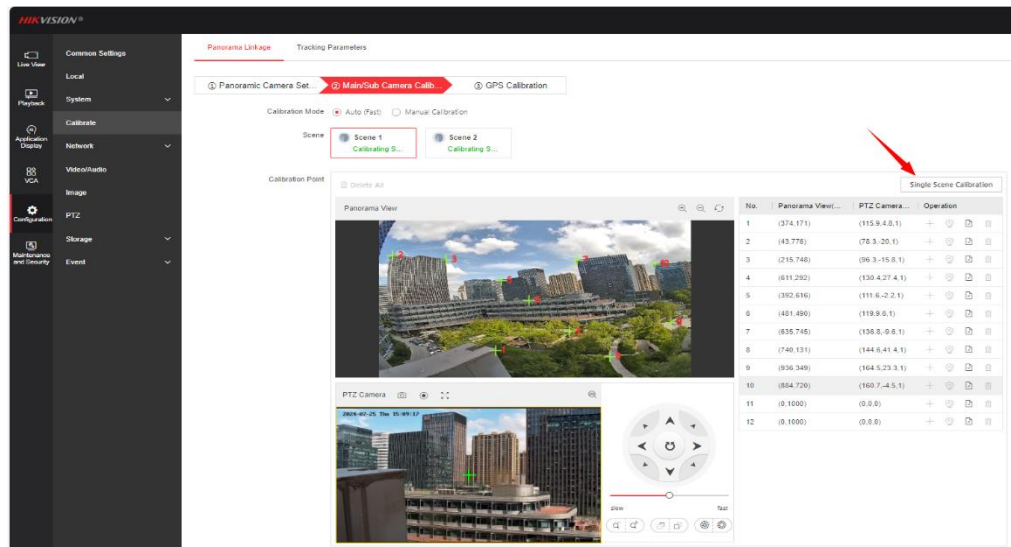 HIKVISION®
Panorama Linkage Tracking Parameters
Live View
Playback
Application Display
VCA
Configuration
Maintenance and Security
Common Settings
Local
System
Calibrate
Network
Video/Audio
Image
PTZ
Storage
Event
① Panoramic Camera Set... ② Main/Sub Camera Calib... ③ GPS Calibration
Calibration Mode Auto (Fast) Manual Calibration
Scene Scene 1 Scene 2
Calibrating S... Calibrating S...
Calibration Point Delete All Single Scene Calibration
Panorama View
No. Panorama View(... PTZ Camera... Operation
1 (374,171) (115.9,4.8,1)
2 (43,776) (78.3,-20,1)
3 (215,748) (96.3,-15.8,1)
4 (611,292) (130.4,27.4,1)
5 (392,616) (111.6,-2.2,1)
6 (481,490) (119.9,6,1)
7 (635,745) (136.8,-9.6,1)
8 (740,131) (144.6,41.4,1)
9 (936,349) (164.5,23.3,1)
10 (884,720) (160.7,-4.5,1)
11 (0,1000) (0,0,0)
12 (0,1000) (0,0,0)
PTZ Camera
2024-07-25 Thu 15:09:17
slow fast